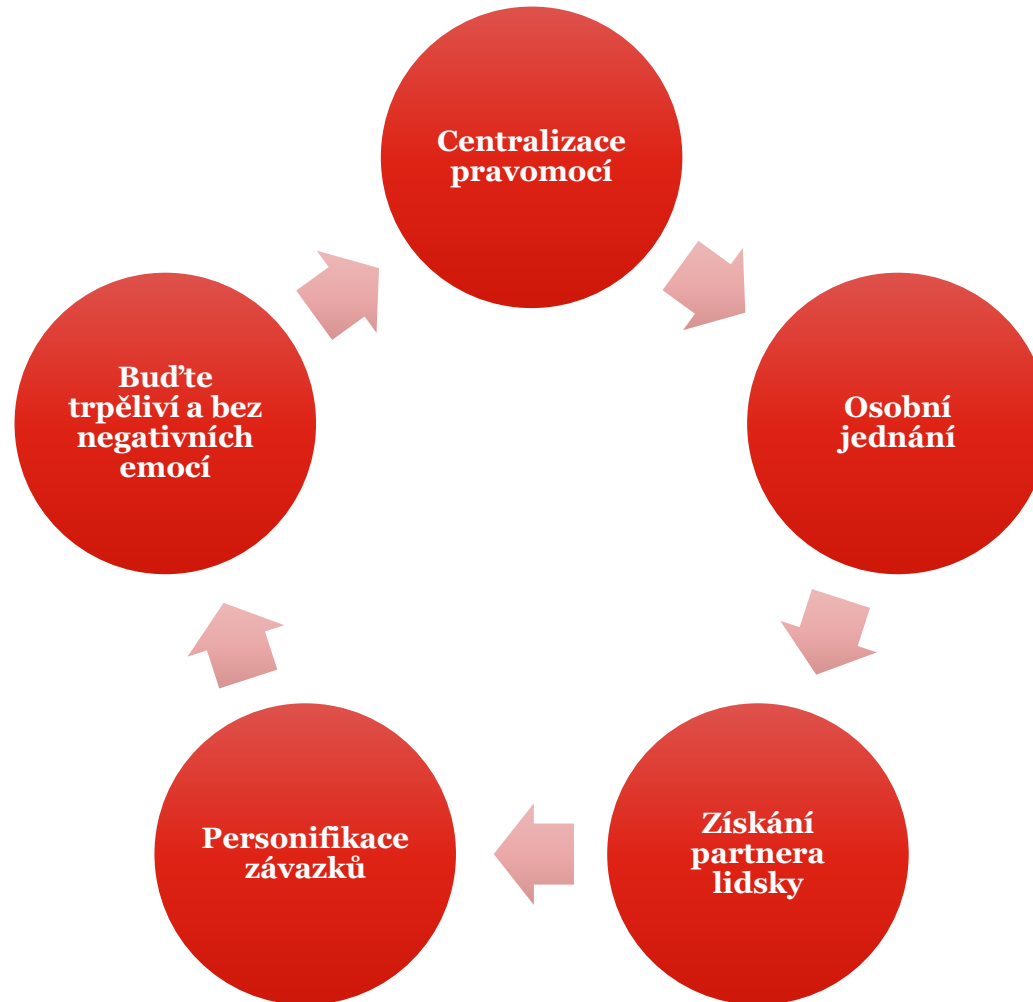 Centralizace
pravomocí
Osobní
jednání
Získání
partnera
lidsky
Personifikace
závazků
Buďte
trpěliví a bez
negativních
emocí